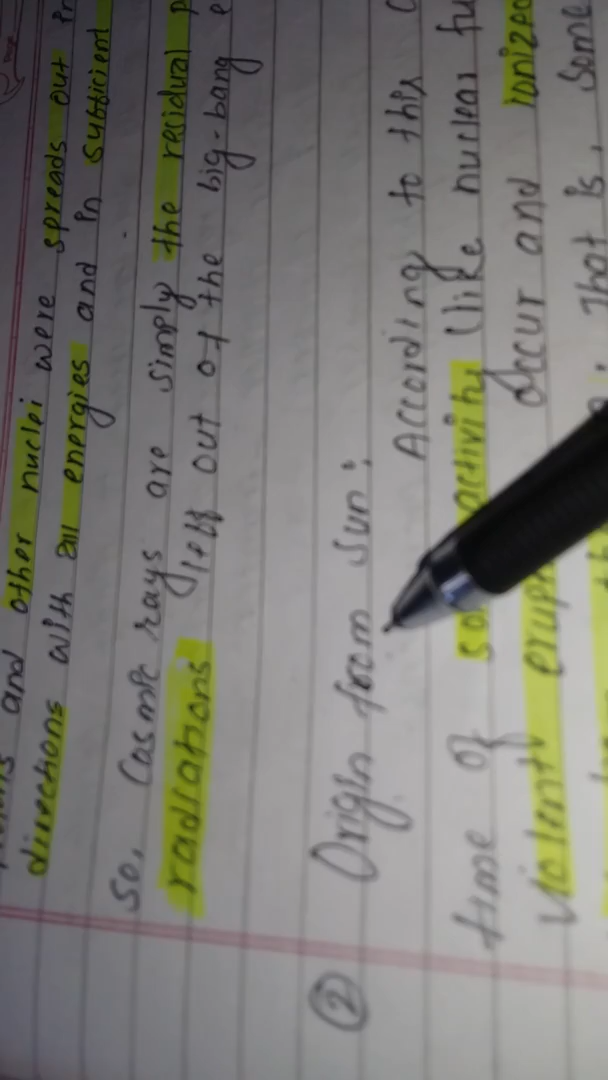 and other nuclei were spreads out
directions with all energies and in sufficient
so, Cosmic rays are simply the residual
radiations left out of the big-bang
② Origin from sun:
According to this
time of activity (like nuclear fu
violent occur and ionized
That is, some